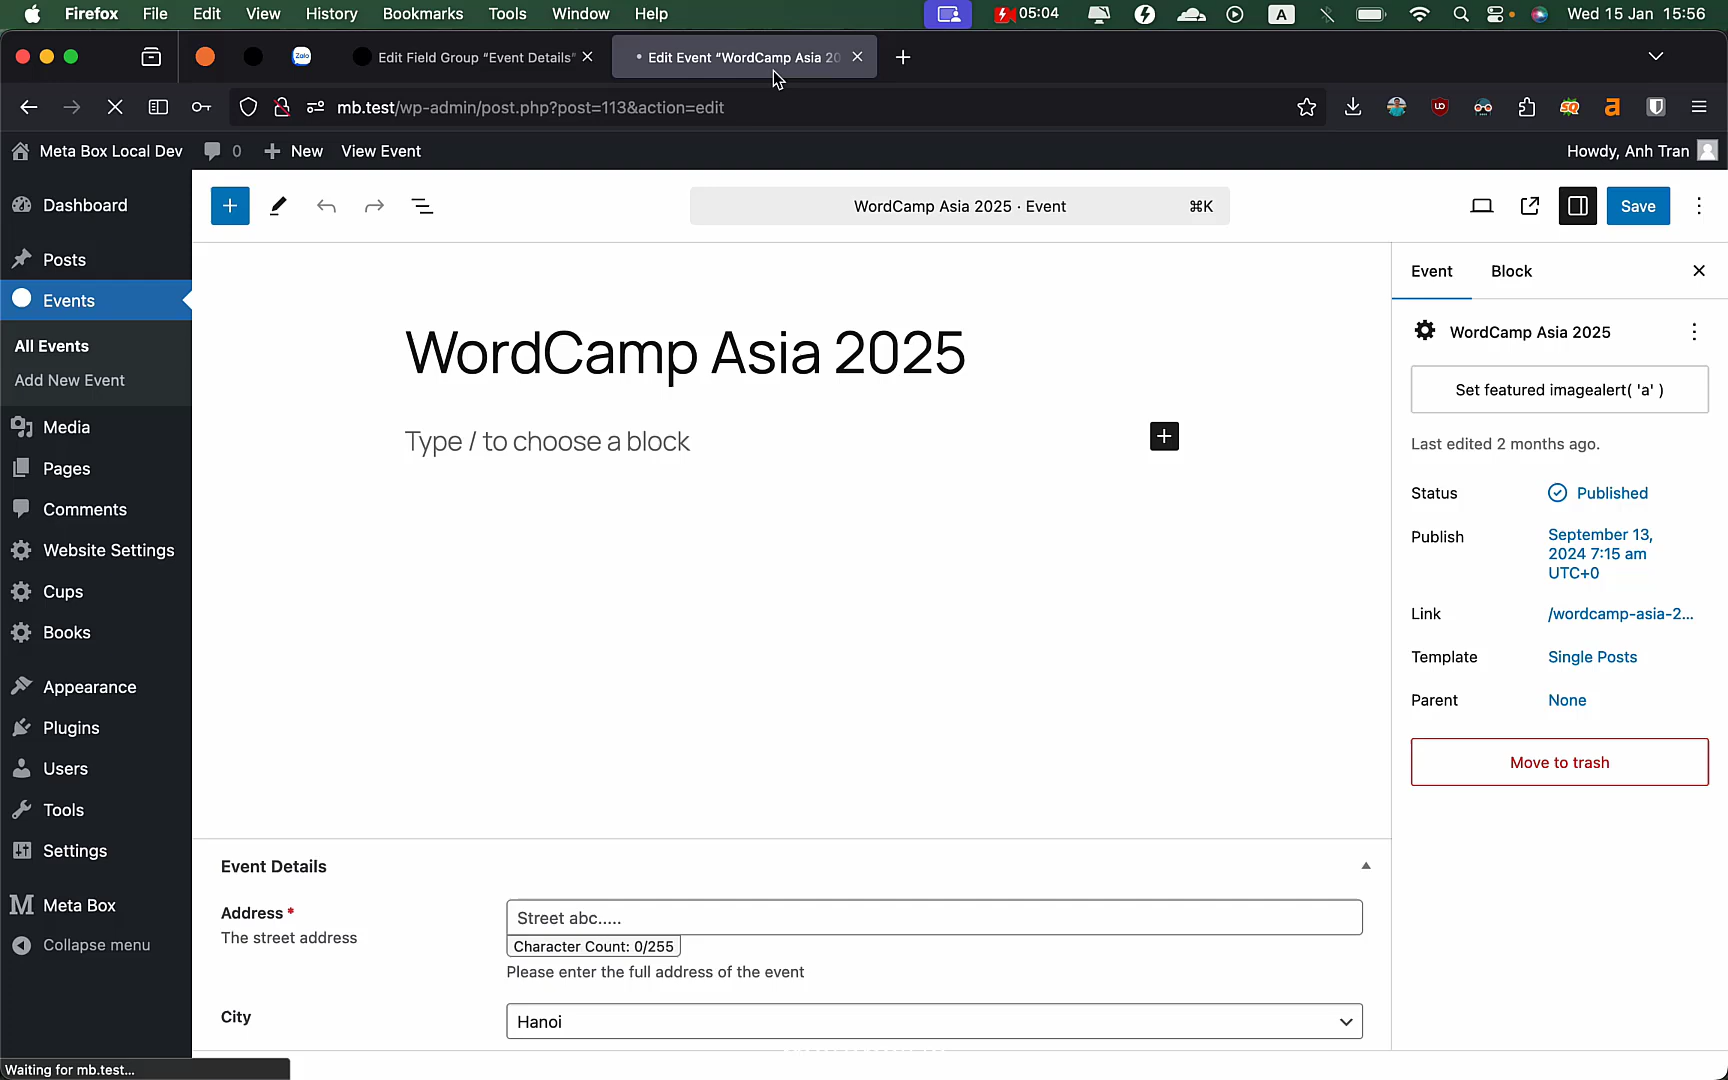 Firefox File Edit View History Bookmarks Tools Window Help 05:04 A Wed 15 Jan 15:56
Zalo Edit Field Group “Event Details” Edit Event “WordCamp Asia 20
mb.test/wp-admin/post.php?post=113&action=edit
Meta Box Local Dev 0 New View Event Howdy, Anh Tran
Dashboard
Posts
Events
All Events
Add New Event
Media
Pages
Comments
Website Settings
Cups
Books
Appearance
Plugins
Users
Tools
Settings
Meta Box
Collapse menu
WordCamp Asia 2025 · Event ⌘K
Save
WordCamp Asia 2025
Type / to choose a block
Event Block
WordCamp Asia 2025
Set featured imagealert( 'a' )
Last edited 2 months ago.
Status Published
Publish September 13,
2024 7:15 am
UTC+0
Link /wordcamp-asia-2...
Template Single Posts
Parent None
Move to trash
Event Details
Address *
The street address
Street abc.....
Character Count: 0/255
Please enter the full address of the event
City Hanoi
Waiting for mb.test...